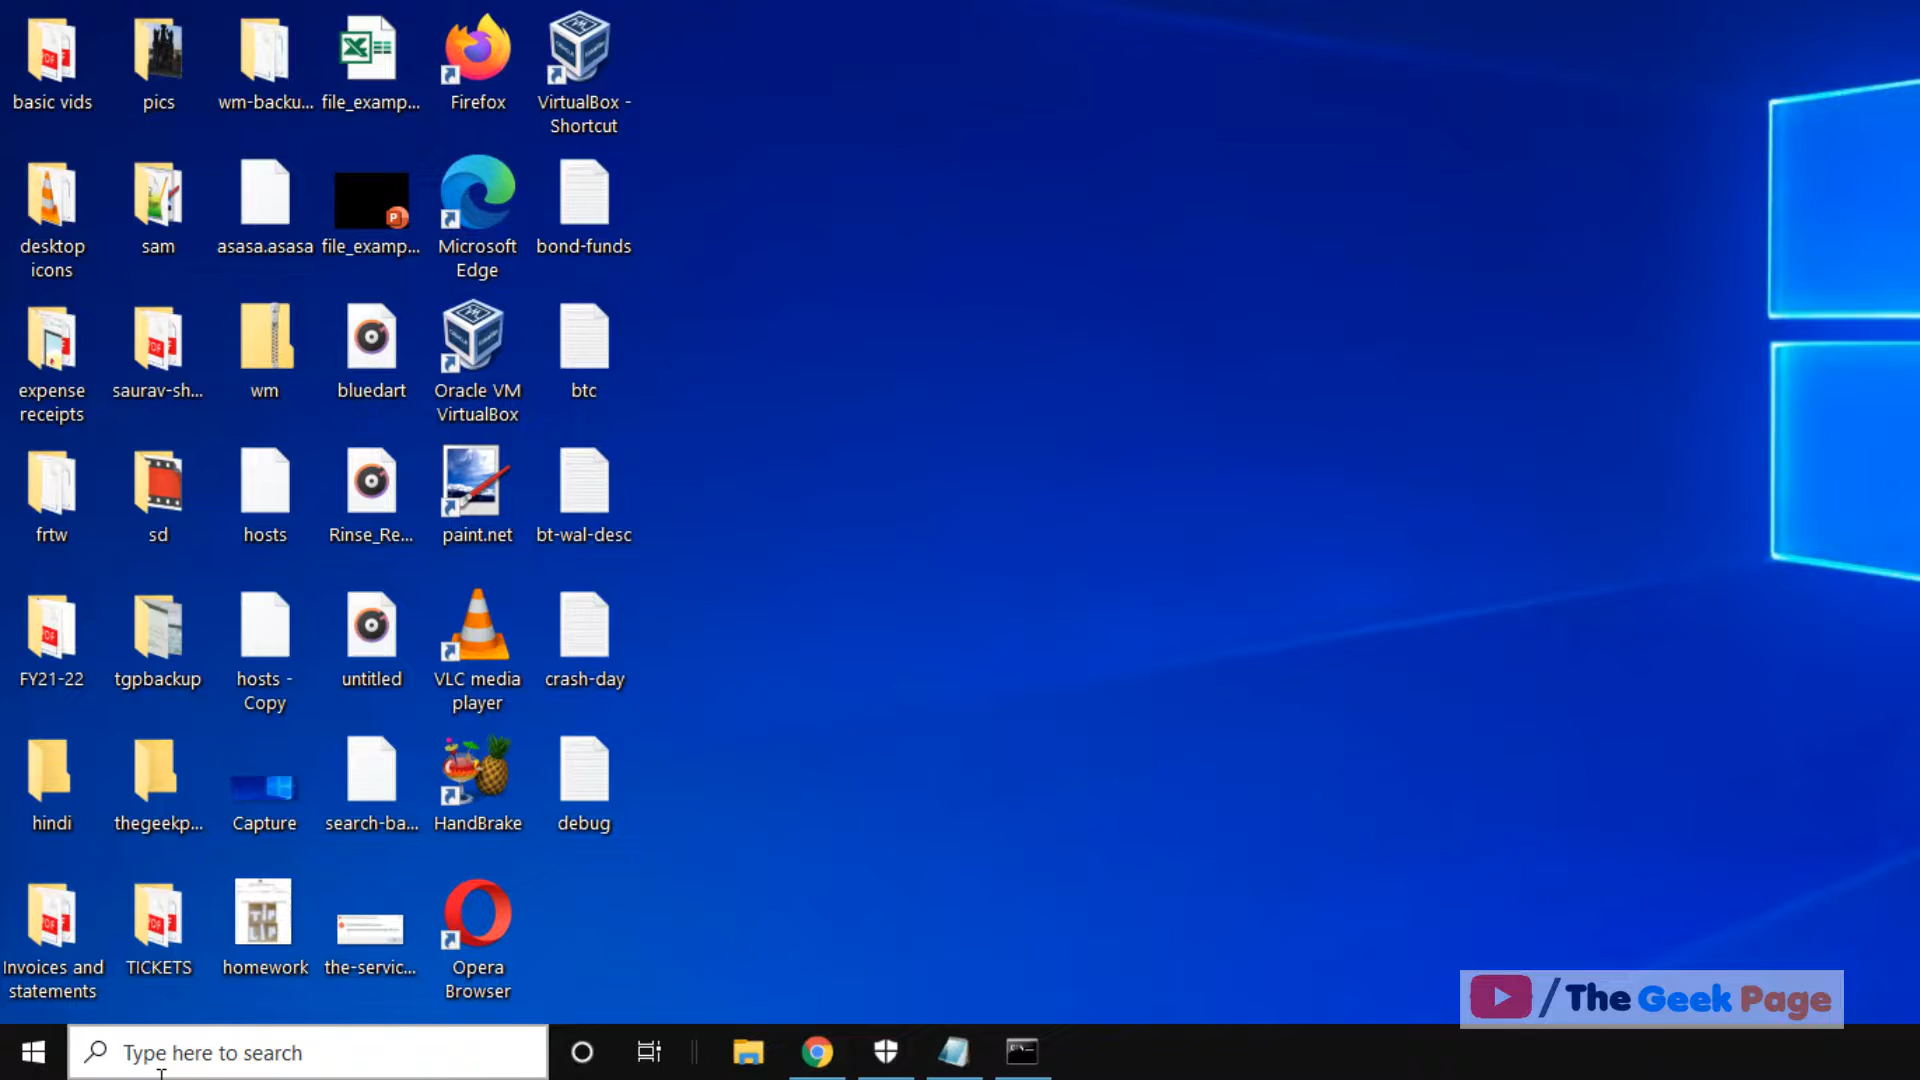 basic vids
pics
wm-backu...
file_examp...
Firefox
VirtualBox -
Shortcut
desktop
icons
sam
asasa.asasa
file_examp...
Microsoft
Edge
bond-funds
expense
receipts
saurav-sh...
wm
bluedart
Oracle VM
VirtualBox
btc
frtw
sd
hosts
Rinse_Re...
paint.net
bt-wal-desc
FY21-22
tgpbackup
hosts -
Copy
untitled
VLC media
player
crash-day
hindi
thegeekp...
Capture
search-ba...
HandBrake
debug
Invoices and
statements
TICKETS
homework
the-servic...
Opera
Browser
/ The Geek Page
Type here to search